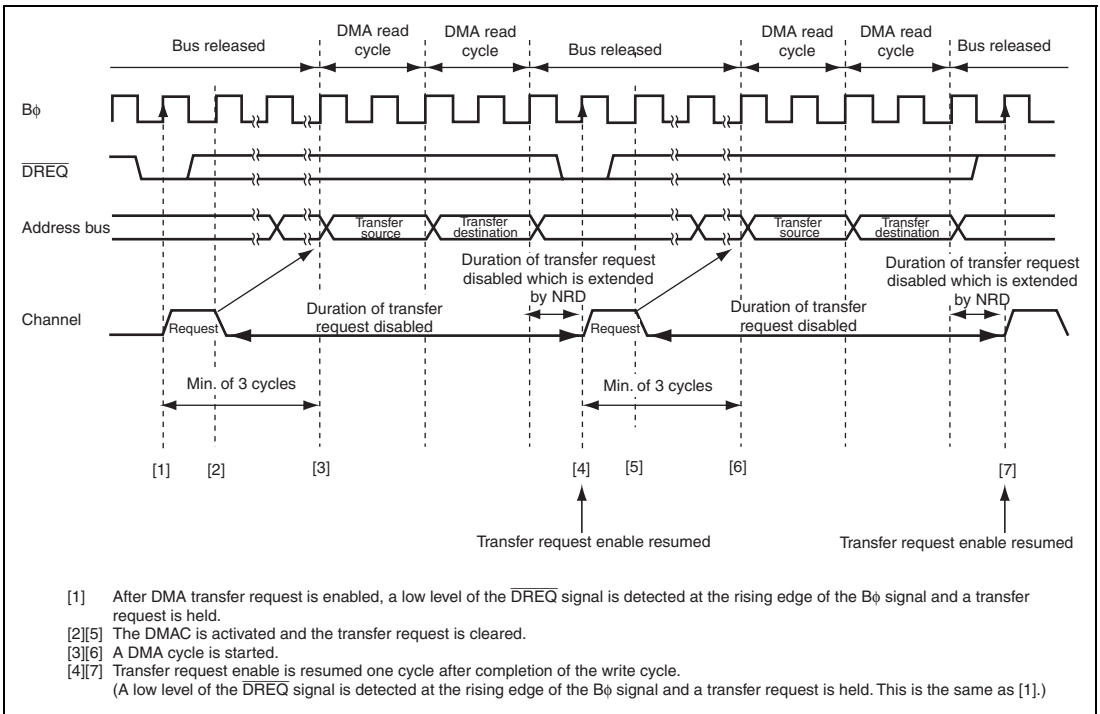 Bus released
DMA read cycle
DMA read cycle
Bus released
DMA read cycle
DMA read cycle
Bus released
Bφ
DREQ
Address bus
Transfer source
Transfer destination
Transfer source
Transfer destination
Channel
Request
Duration of transfer request disabled
Duration of transfer request disabled which is extended by NRD
Request
Duration of transfer request disabled
Duration of transfer request disabled which is extended by NRD
Min. of 3 cycles
Min. of 3 cycles
[1]
[2]
[3]
[4]
[5]
[6]
[7]
Transfer request enable resumed
Transfer request enable resumed
[1] After DMA transfer request is enabled, a low level of the DREQ signal is detected at the rising edge of the Bφ signal and a transfer
request is held.
[2][5] The DMAC is activated and the transfer request is cleared.
[3][6] A DMA cycle is started.
[4][7] Transfer request enable is resumed one cycle after completion of the write cycle.
(A low level of the DREQ signal is detected at the rising edge of the Bφ signal and a transfer request is held. This is the same as [1].)